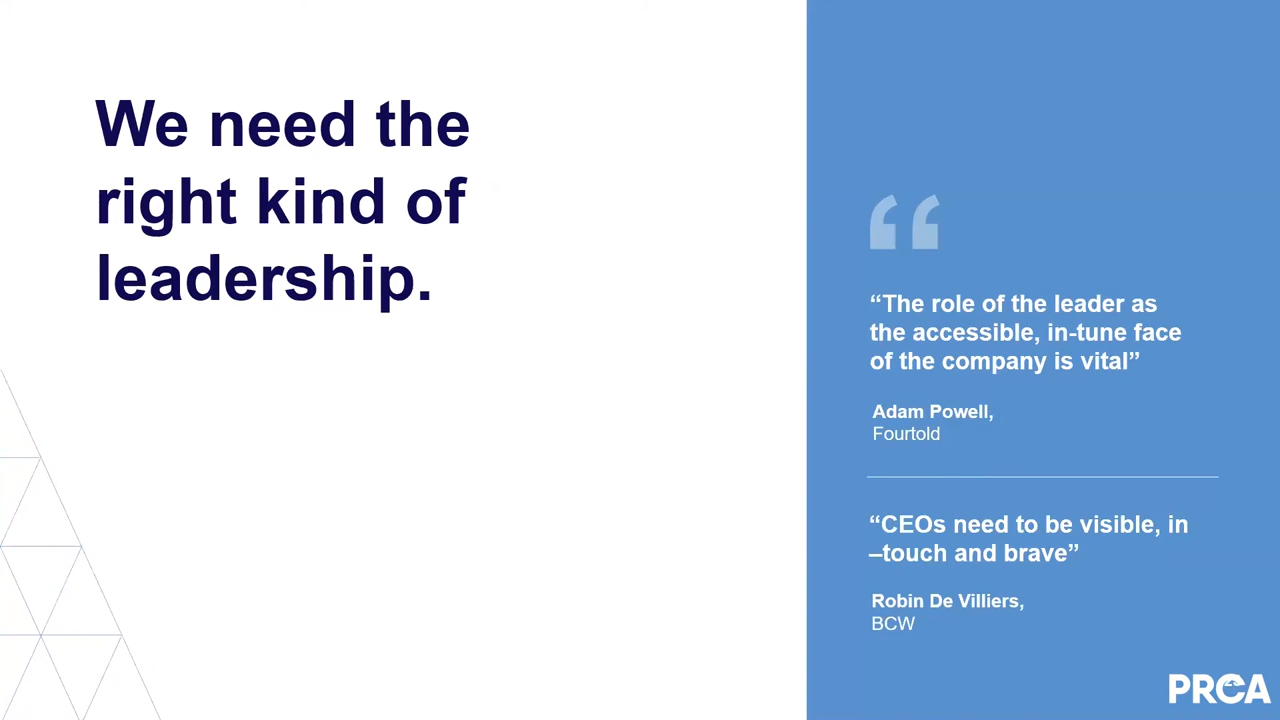 We need the
right kind of
leadership.
“The role of the leader as
the accessible, in-tune face
of the company is vital”
Adam Powell,
Fourtold
“CEOs need to be visible, in
–touch and brave”
Robin De Villiers,
BCW
PRCA